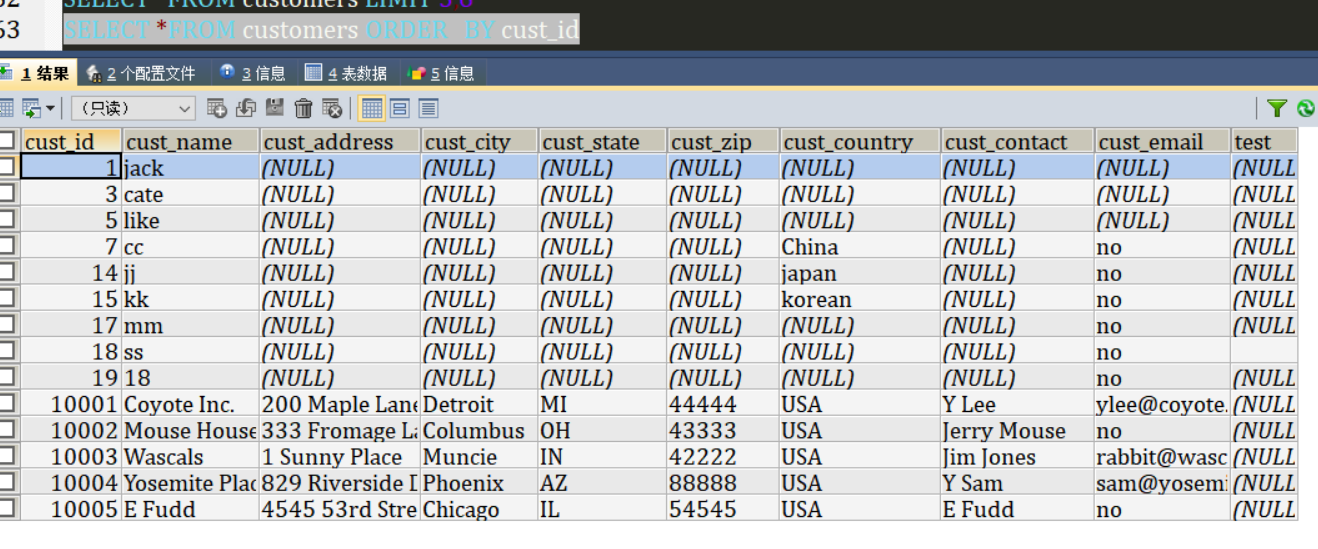 SELECT * FROM customers LIMIT 5 6
63 SELECT *FROM customers ORDER BY cust_id
1 结果 2 个配置文件 3 信息 4 表数据 5 信息
（只读）
cust_id cust_name cust_address cust_city cust_state cust_zip cust_country cust_contact cust_email test
1 jack (NULL) (NULL) (NULL) (NULL) (NULL) (NULL) (NULL) (NULL
3 cate (NULL) (NULL) (NULL) (NULL) (NULL) (NULL) (NULL) (NULL
5 like (NULL) (NULL) (NULL) (NULL) (NULL) (NULL) (NULL) (NULL
7 cc (NULL) (NULL) (NULL) (NULL) China (NULL) no (NULL
14 jj (NULL) (NULL) (NULL) (NULL) japan (NULL) no (NULL
15 kk (NULL) (NULL) (NULL) (NULL) korean (NULL) no (NULL
17 mm (NULL) (NULL) (NULL) (NULL) (NULL) (NULL) no (NULL
18 ss (NULL) (NULL) (NULL) (NULL) (NULL) (NULL) no
19 18 (NULL) (NULL) (NULL) (NULL) (NULL) (NULL) no (NULL
10001 Coyote Inc. 200 Maple Lane Detroit MI 44444 USA Y Lee ylee@coyote. (NULL
10002 Mouse House 333 Fromage La Columbus OH 43333 USA Jerry Mouse no (NULL
10003 Wascals 1 Sunny Place Muncie IN 42222 USA Jim Jones rabbit@wasc (NULL
10004 Yosemite Plac 829 Riverside D Phoenix AZ 88888 USA Y Sam sam@yosemi (NULL
10005 E Fudd 4545 53rd Stre Chicago IL 54545 USA E Fudd no (NULL